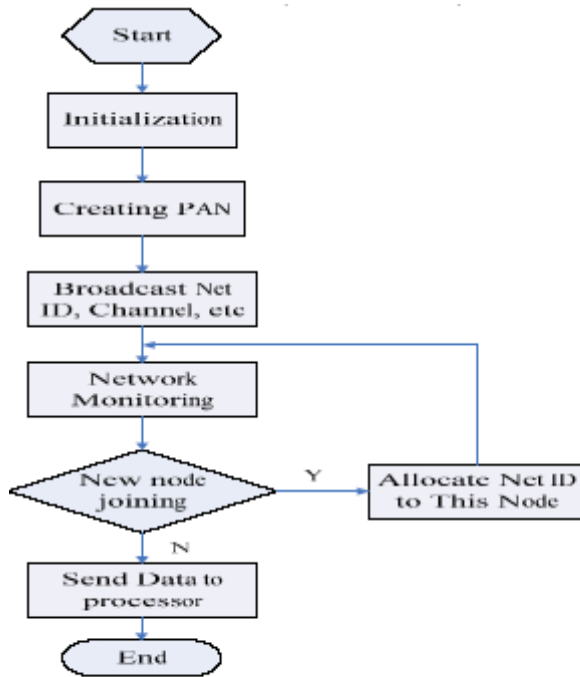 Start
Initialization
Creating PAN
Broadcast Net
ID, Channel, etc
Network
Monitoring
New node
joining
Y
Allocate Net ID
to This Node
N
Send Data to
processor
End